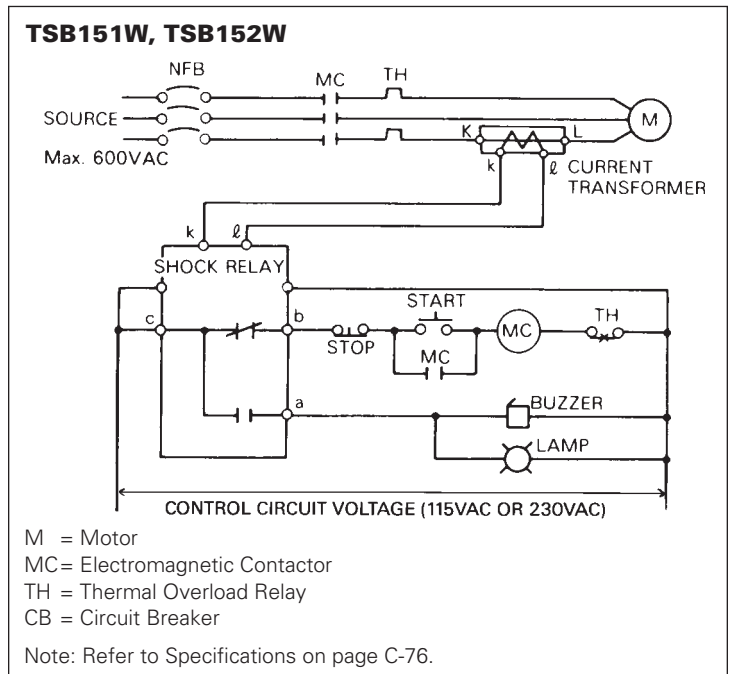 TSB151W, TSB152W
NFB
MC
TH
SOURCE
M
K
L
Max. 600VAC
k
ℓ
CURRENT
TRANSFORMER
k
ℓ
SHOCK RELAY
START
c
b
MC
TH
STOP
MC
a
BUZZER
LAMP
CONTROL CIRCUIT VOLTAGE (115VAC OR 230VAC)
M = Motor
MC= Electromagnetic Contactor
TH = Thermal Overload Relay
CB = Circuit Breaker
Note: Refer to Specifications on page C-76.